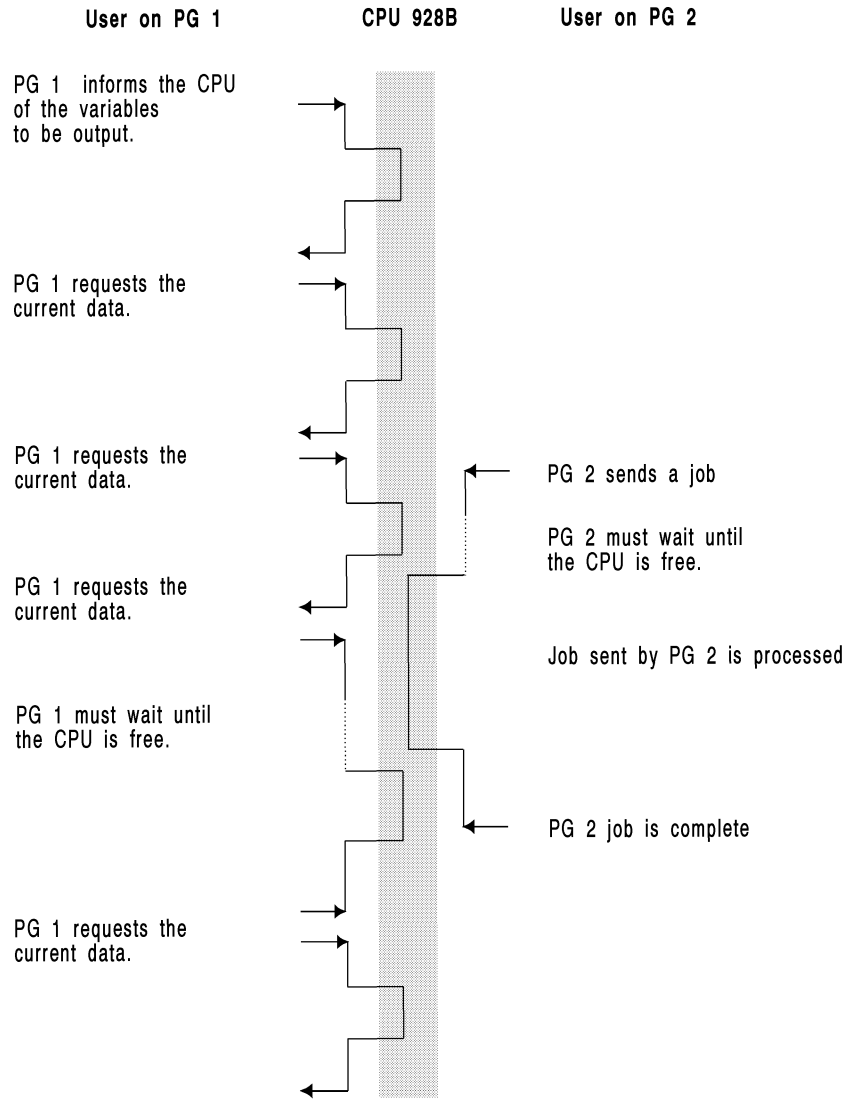 User on PG 1 CPU 928B User on PG 2
PG 1 informs the CPU
of the variables
to be output.
PG 1 requests the
current data.
PG 1 requests the
current data.
PG 2 sends a job
PG 2 must wait until
the CPU is free.
PG 1 requests the
current data.
Job sent by PG 2 is processed
PG 1 must wait until
the CPU is free.
PG 2 job is complete
PG 1 requests the
current data.